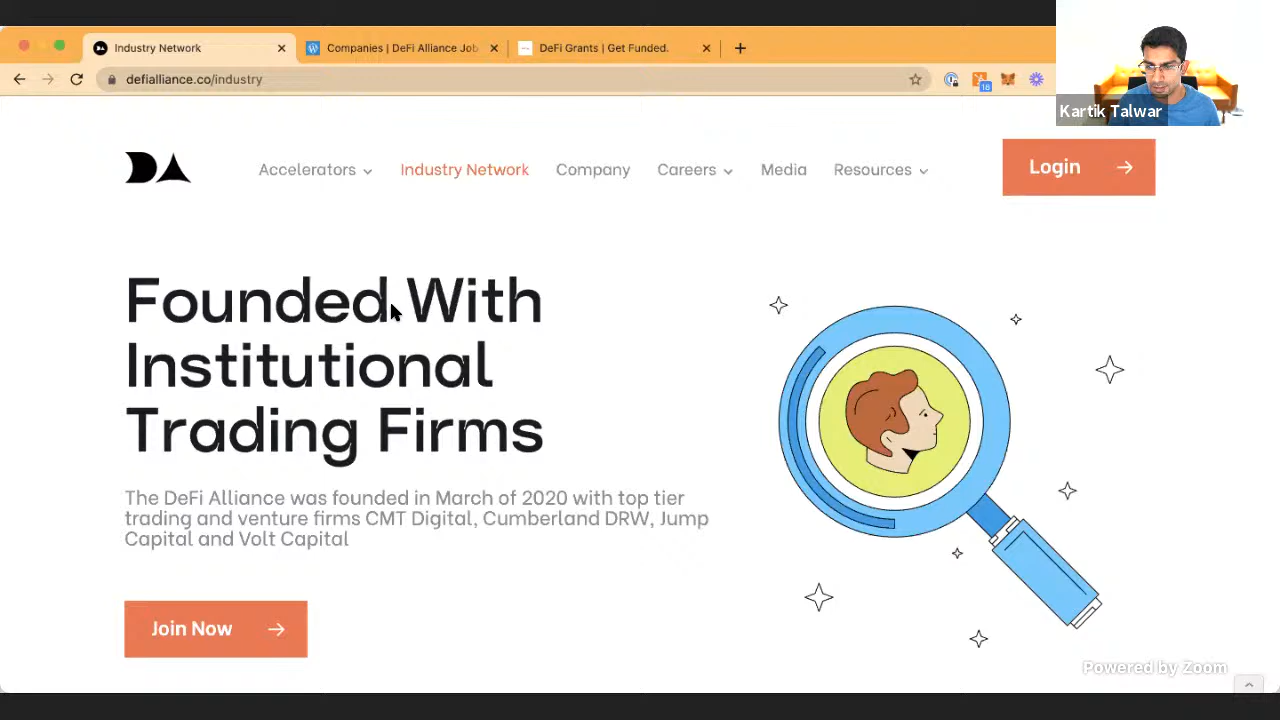 Industry Network
Companies | DeFi Alliance Job
DeFi Grants | Get Funded.
defialliance.co/industry
16
Kartik Talwar
DA
Accelerators
Industry Network
Company
Careers
Media
Resources
Login
Founded With
Institutional
Trading Firms
The DeFi Alliance was founded in March of 2020 with top tier
trading and venture firms CMT Digital, Cumberland DRW, Jump
Capital and Volt Capital
Join Now
Powered by Zoom